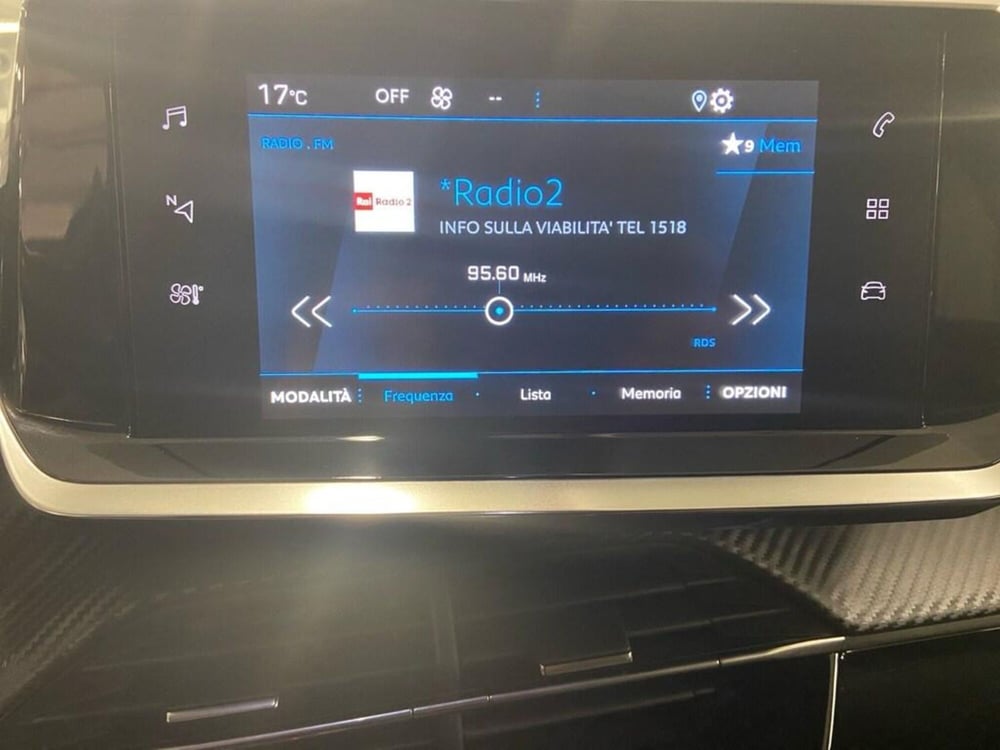 17°C OFF -- 
RADIO . FM
9 Mem
Rai Radio 2
*Radio2
INFO SULLA VIABILITA' TEL 1518
95.60 MHz
RDS
MODALITÀ Frequenza Lista Memoria OPZIONI
N